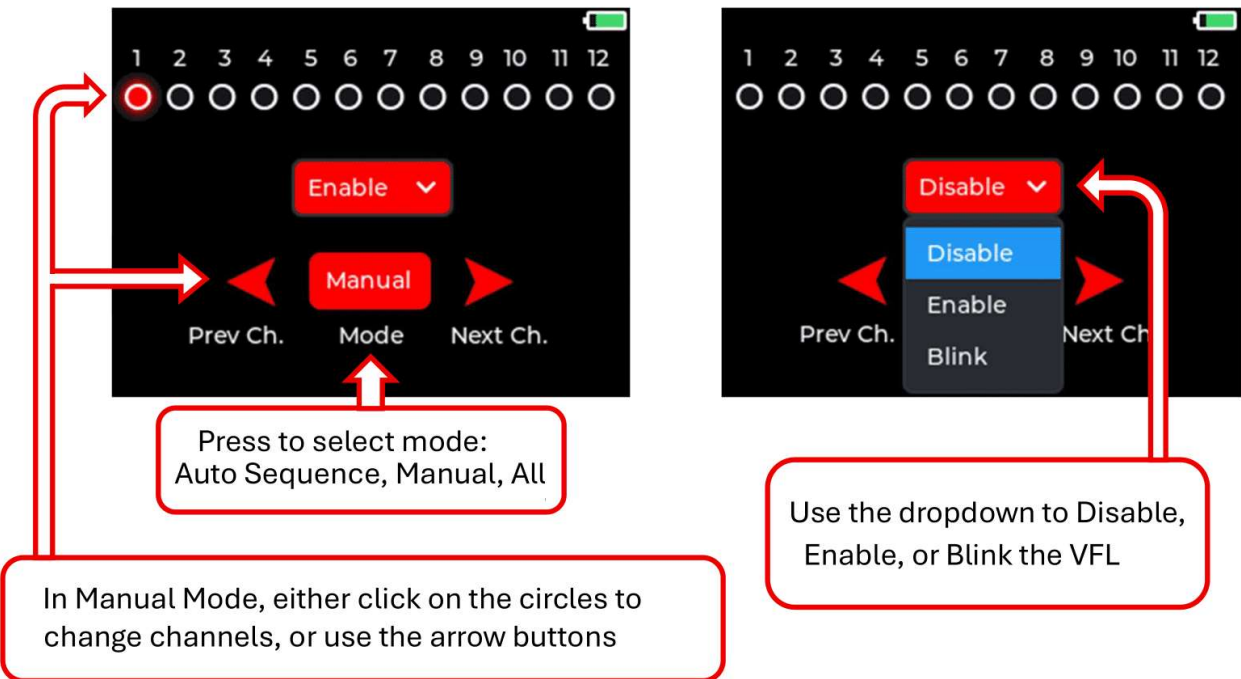 1 2 3 4 5 6 7 8 9 10 11 12
Enable
Manual
Prev Ch. Mode Next Ch.
Press to select mode:
Auto Sequence, Manual, All
In Manual Mode, either click on the circles to
change channels, or use the arrow buttons
1 2 3 4 5 6 7 8 9 10 11 12
Disable
Disable
Enable
Blink
Prev Ch. Next Ch
Use the dropdown to Disable,
Enable, or Blink the VFL